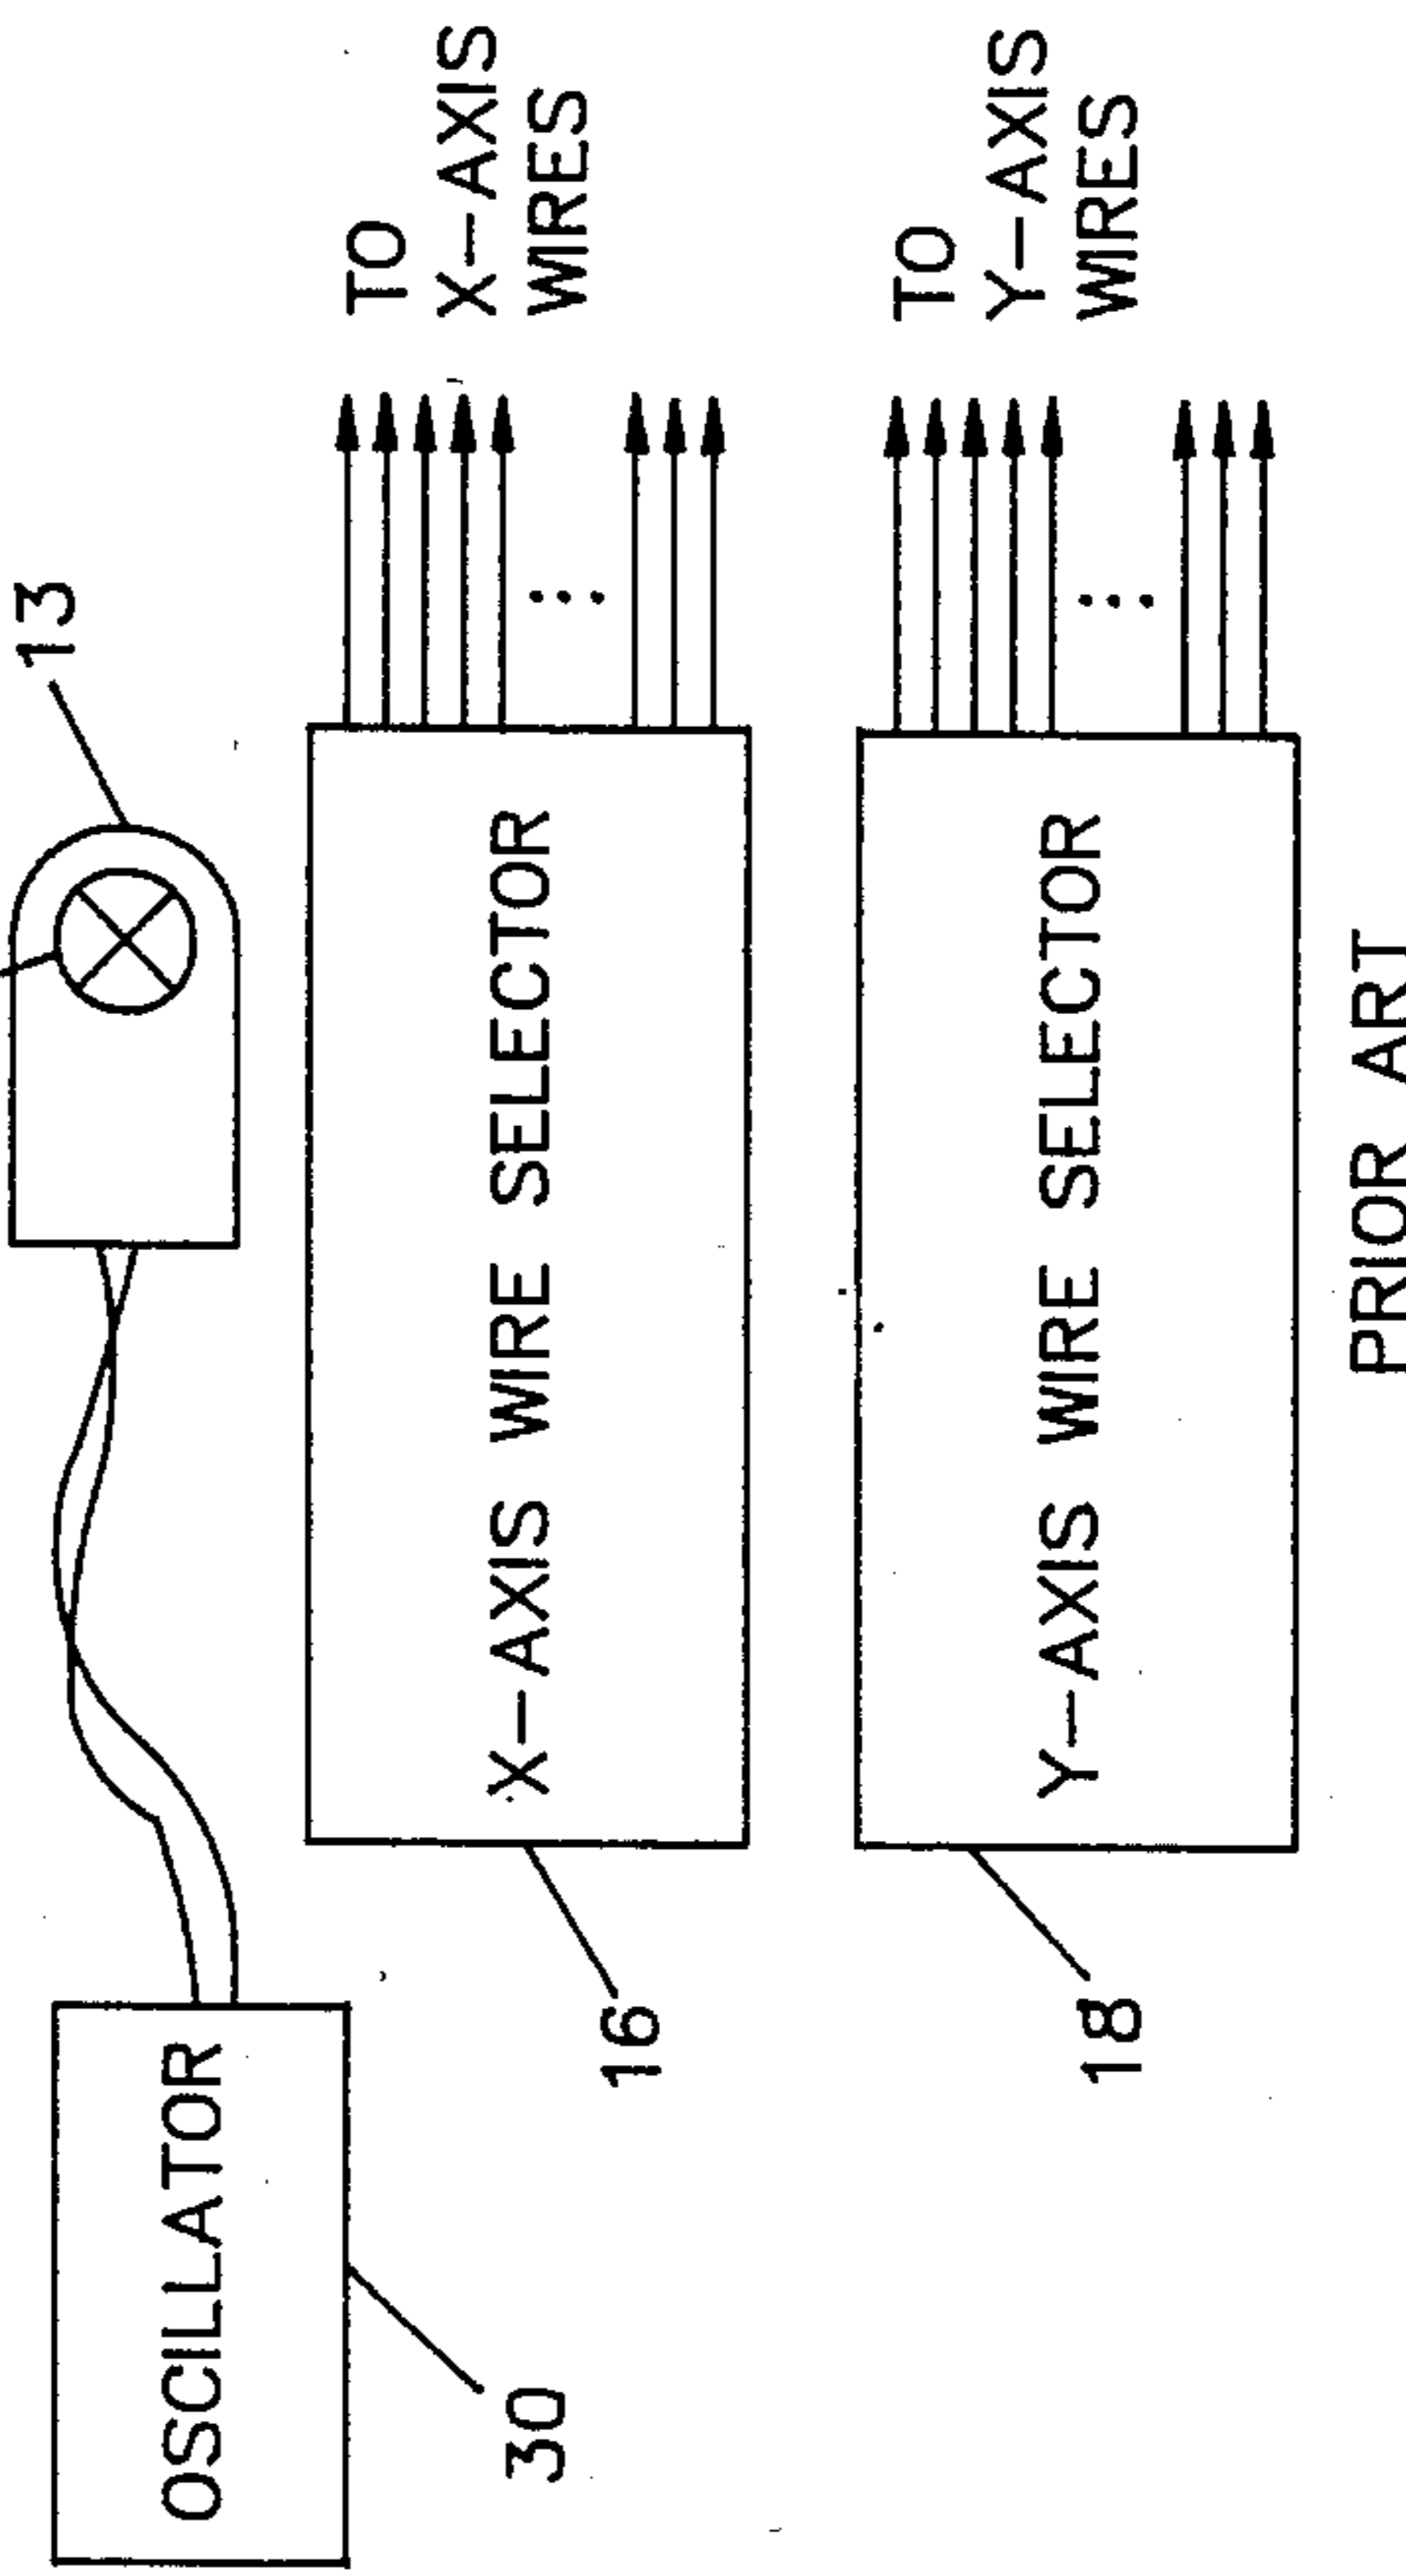 13
OSCILLATOR
30
TO
X-AXIS
WIRES
X-AXIS WIRE SELECTOR
16
TO
Y-AXIS
WIRES
Y-AXIS WIRE SELECTOR
18
PRIOR ART